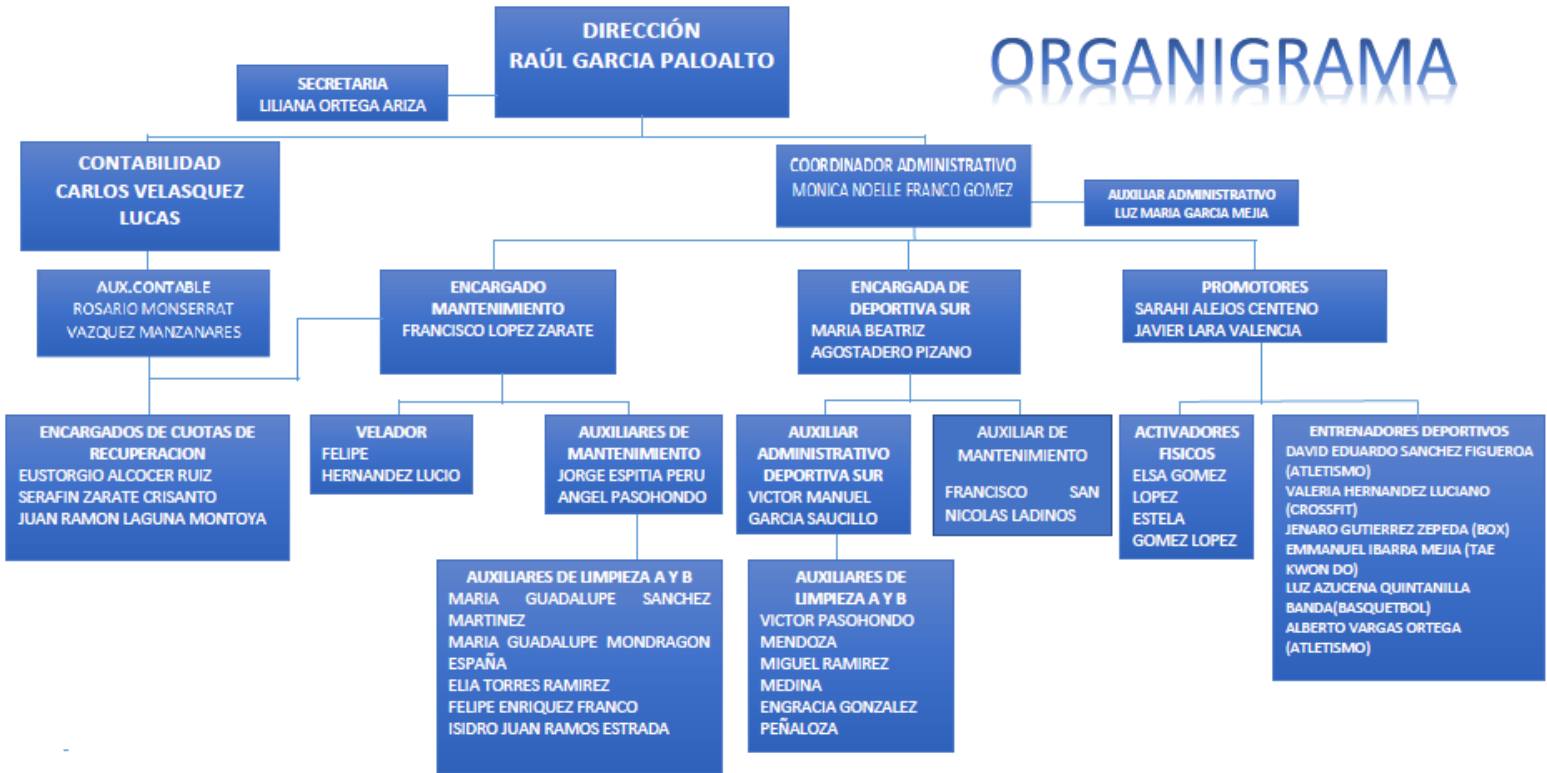 ORGANIGRAMA
DIRECCIÓN
RAÚL GARCIA PALOALTO
SECRETARIA
LILIANA ORTEGA ARIZA
CONTABILIDAD
CARLOS VELASQUEZ
LUCAS
COORDINADOR ADMINISTRATIVO
MONICA NOELLE FRANCO GOMEZ
AUXILIAR ADMINISTRATIVO
LUZ MARIA GARCIA MEJIA
AUX.CONTABLE
ROSARIO MONSERRAT
VAZQUEZ MANZANARES
ENCARGADO
MANTENIMIENTO
FRANCISCO LOPEZ ZARATE
ENCARGADA DE
DEPORTIVA SUR
MARIA BEATRIZ
AGOSTADERO PIZANO
PROMOTORES
SARAHI ALEJOS CENTENO
JAVIER LARA VALENCIA
ENCARGADOS DE CUOTAS DE
RECUPERACION
EUSTORGIO ALCOCER RUIZ
SERAFIN ZARATE CRISANTO
JUAN RAMON LAGUNA MONTOYA
VELADOR
FELIPE
HERNANDEZ LUCIO
AUXILIARES DE
MANTENIMIENTO
JORGE ESPITIA PERU
ANGEL PASOHONDO
AUXILIAR
ADMINISTRATIVO
DEPORTIVA SUR
VICTOR MANUEL
GARCIA SAUCILLO
AUXILIAR DE
MANTENIMIENTO
FRANCISCO SAN
NICOLAS LADINOS
ACTIVADORES
FISICOS
ELSA GOMEZ
LOPEZ
ESTELA
GOMEZ LOPEZ
ENTRENADORES DEPORTIVOS
DAVID EDUARDO SANCHEZ FIGUEROA
(ATLETISMO)
VALERIA HERNANDEZ LUCIANO
(CROSSFIT)
JENARO GUTIERREZ ZEPEDA (BOX)
EMMANUEL IBARRA MEJIA (TAE
KWON DO)
LUZ AZUCENA QUINTANILLA
BANDA(BASQUETBOL)
ALBERTO VARGAS ORTEGA
(ATLETISMO)
AUXILIARES DE LIMPIEZA A Y B
MARIA GUADALUPE SANCHEZ
MARTINEZ
MARIA GUADALUPE MONDRAGON
ESPAÑA
ELIA TORRES RAMIREZ
FELIPE ENRIQUEZ FRANCO
ISIDRO JUAN RAMOS ESTRADA
AUXILIARES DE
LIMPIEZA A Y B
VICTOR PASOHONDO
MENDOZA
MIGUEL RAMIREZ
MEDINA
ENGRACIA GONZALEZ
PEÑALOZA